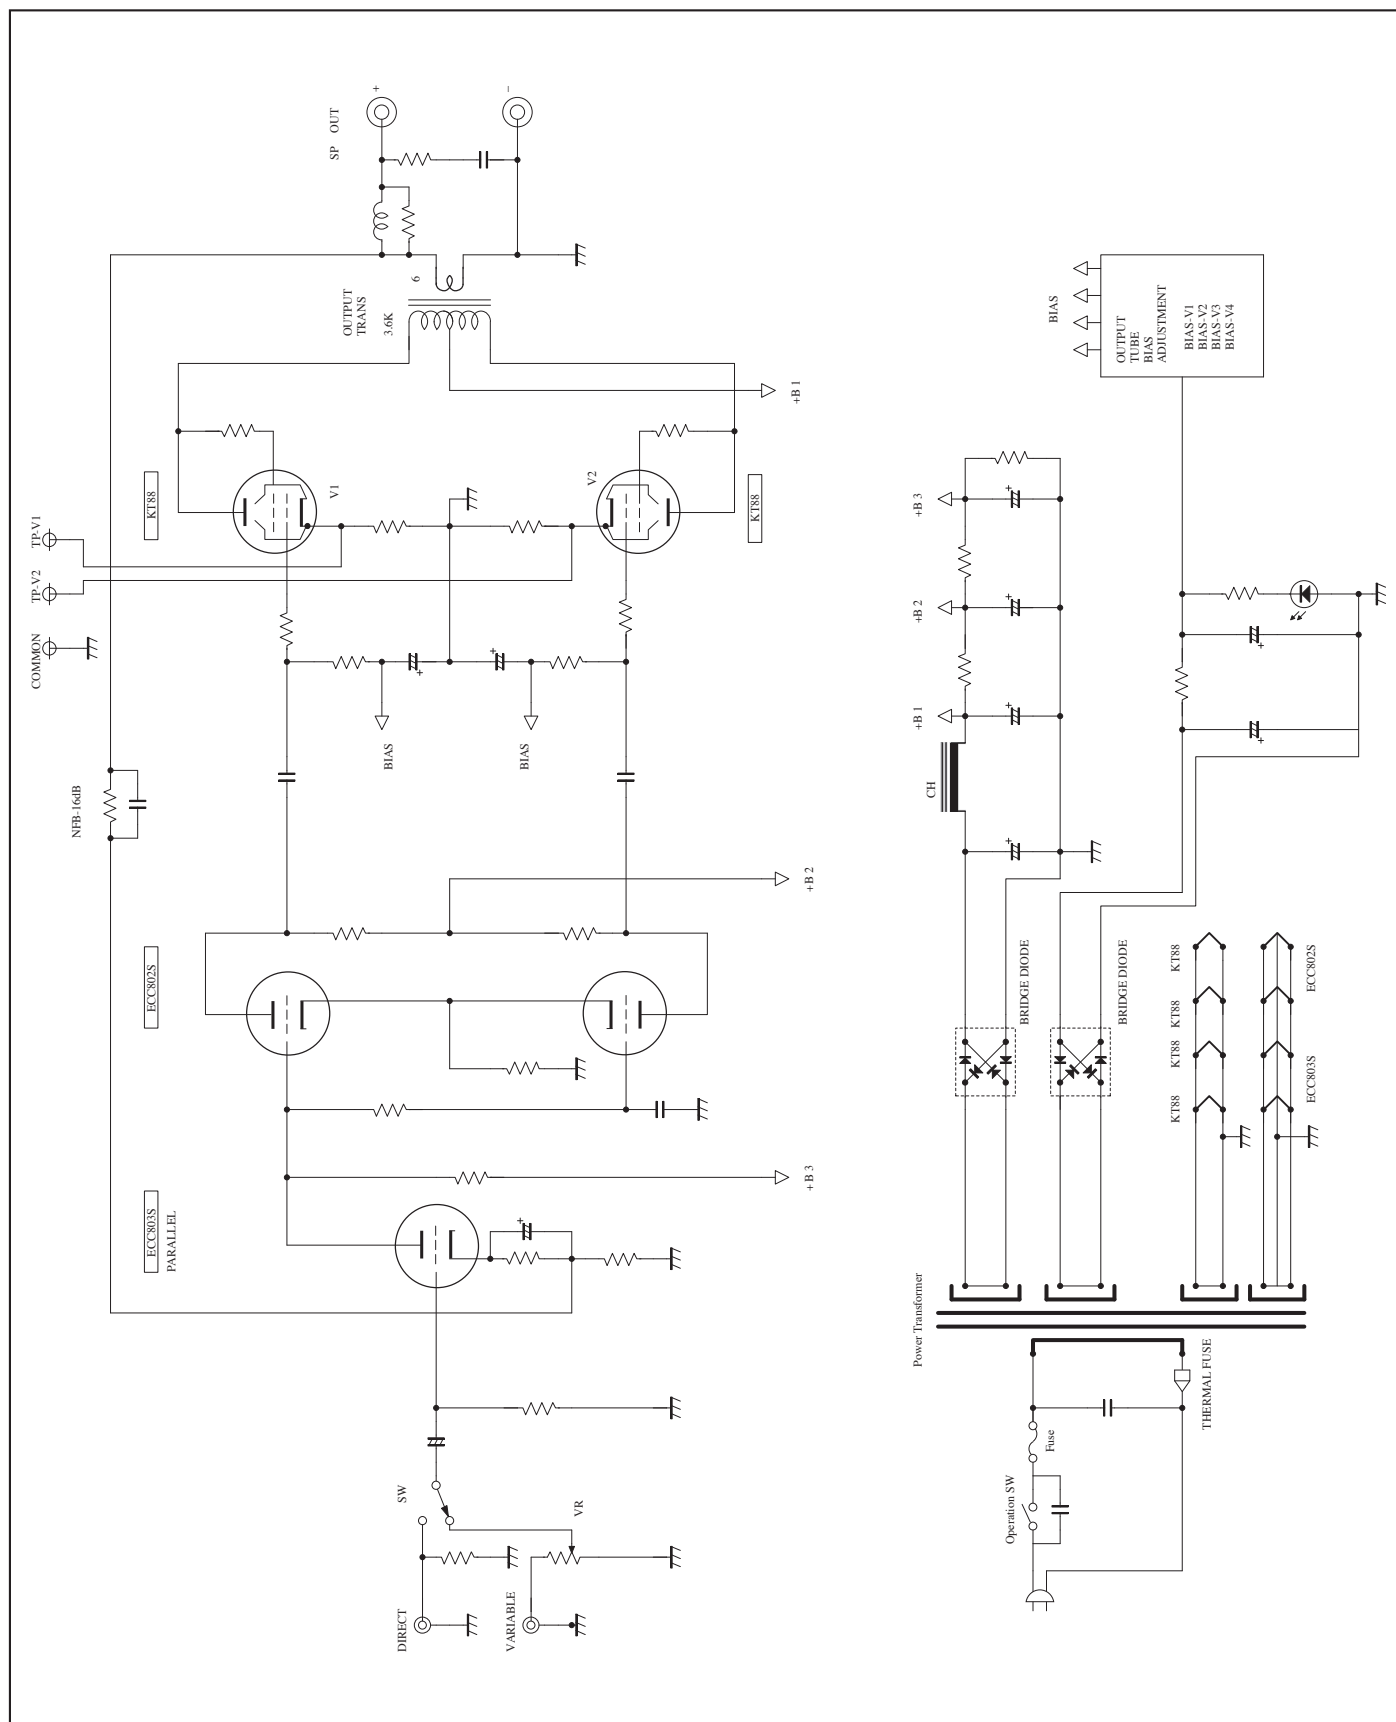 DIRECT
VARIABLE
SW
VR
ECC803S
PARALLEL
+B 3
ECC802S
+B 2
NFB-16dB
BIAS
BIAS
COMMON
TP-V2
TP-V1
KT88
V1
V2
KT88
+B 1
OUTPUT
TRANS
3.6K
6
SP OUT
+
−
Operation SW
Fuse
THERMAL FUSE
Power Transformer
BRIDGE DIODE
BRIDGE DIODE
KT88
KT88
KT88
KT88
ECC803S
ECC802S
CH
+B 1
+B 2
+B 3
+
+
+
+
+
+
+
+
+
BIAS
OUTPUT
TUBE
BIAS
ADJUSTMENT
BIAS-V1
BIAS-V2
BIAS-V3
BIAS-V4